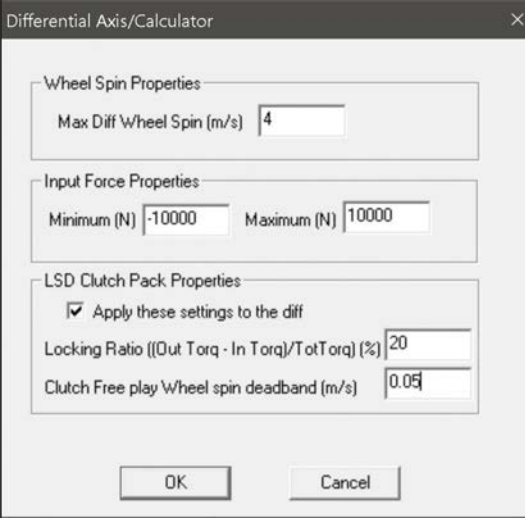 Differential Axis/Calculator
Wheel Spin Properties
Max Diff Wheel Spin (m/s) 4
Input Force Properties
Minimum (N) -10000 Maximum (N) 10000
LSD Clutch Pack Properties
Apply these settings to the diff
Locking Ratio ((Out Torq - In Torq)/TotTorq) (%) 20
Clutch Free play Wheel spin deadband (m/s) 0.05
OK Cancel